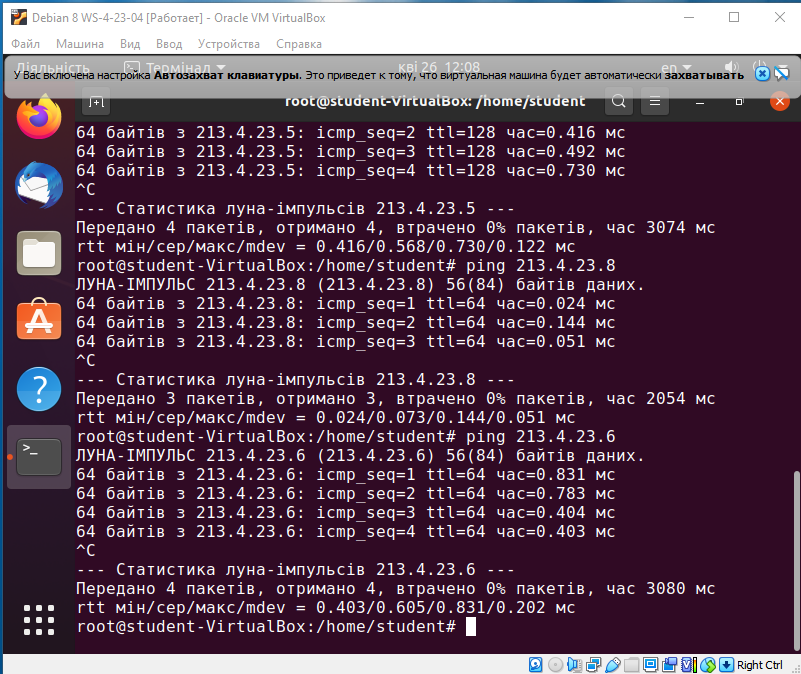 Debian 8 WS-4-23-04 [Работает] - Oracle VM VirtualBox
Файл Машина Вид Ввод Устройства Справка
Діяльність Термінал кві 26 12:08 en
У Вас включена настройка Автозахват клавиатуры. Это приведет к тому, что виртуальная машина будет автоматически захватывать
root@student-VirtualBox: /home/student
64 байтів з 213.4.23.5: icmp_seq=2 ttl=128 час=0.416 мс
64 байтів з 213.4.23.5: icmp_seq=3 ttl=128 час=0.492 мс
64 байтів з 213.4.23.5: icmp_seq=4 ttl=128 час=0.730 мс
^C
--- Статистика луна-імпульсів 213.4.23.5 ---
Передано 4 пакетів, отримано 4, втрачено 0% пакетів, час 3074 мс
rtt мін/сер/макс/mdev = 0.416/0.568/0.730/0.122 мс
root@student-VirtualBox:/home/student# ping 213.4.23.8
ЛУНА-ІМПУЛЬС 213.4.23.8 (213.4.23.8) 56(84) байтів даних.
64 байтів з 213.4.23.8: icmp_seq=1 ttl=64 час=0.024 мс
64 байтів з 213.4.23.8: icmp_seq=2 ttl=64 час=0.144 мс
64 байтів з 213.4.23.8: icmp_seq=3 ttl=64 час=0.051 мс
^C
--- Статистика луна-імпульсів 213.4.23.8 ---
Передано 3 пакетів, отримано 3, втрачено 0% пакетів, час 2054 мс
rtt мін/сер/макс/mdev = 0.024/0.073/0.144/0.051 мс
root@student-VirtualBox:/home/student# ping 213.4.23.6
ЛУНА-ІМПУЛЬС 213.4.23.6 (213.4.23.6) 56(84) байтів даних.
64 байтів з 213.4.23.6: icmp_seq=1 ttl=64 час=0.831 мс
64 байтів з 213.4.23.6: icmp_seq=2 ttl=64 час=0.783 мс
64 байтів з 213.4.23.6: icmp_seq=3 ttl=64 час=0.404 мс
64 байтів з 213.4.23.6: icmp_seq=4 ttl=64 час=0.403 мс
^C
--- Статистика луна-імпульсів 213.4.23.6 ---
Передано 4 пакетів, отримано 4, втрачено 0% пакетів, час 3080 мс
rtt мін/сер/макс/mdev = 0.403/0.605/0.831/0.202 мс
root@student-VirtualBox:/home/student#
Right Ctrl